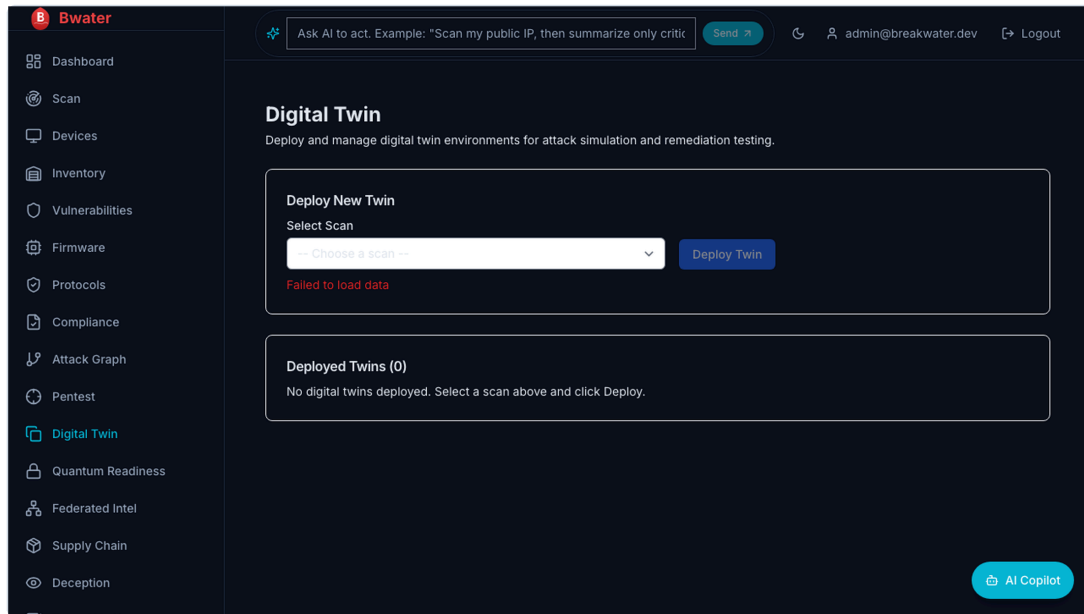 B Bwater
Ask AI to act. Example: "Scan my public IP, then summarize only critic
Send
admin@breakwater.dev
Logout
Dashboard
Scan
Devices
Inventory
Vulnerabilities
Firmware
Protocols
Compliance
Attack Graph
Pentest
Digital Twin
Quantum Readiness
Federated Intel
Supply Chain
Deception
Digital Twin
Deploy and manage digital twin environments for attack simulation and remediation testing.
Deploy New Twin
Select Scan
-- Choose a scan --
Deploy Twin
Failed to load data
Deployed Twins (0)
No digital twins deployed. Select a scan above and click Deploy.
AI Copilot